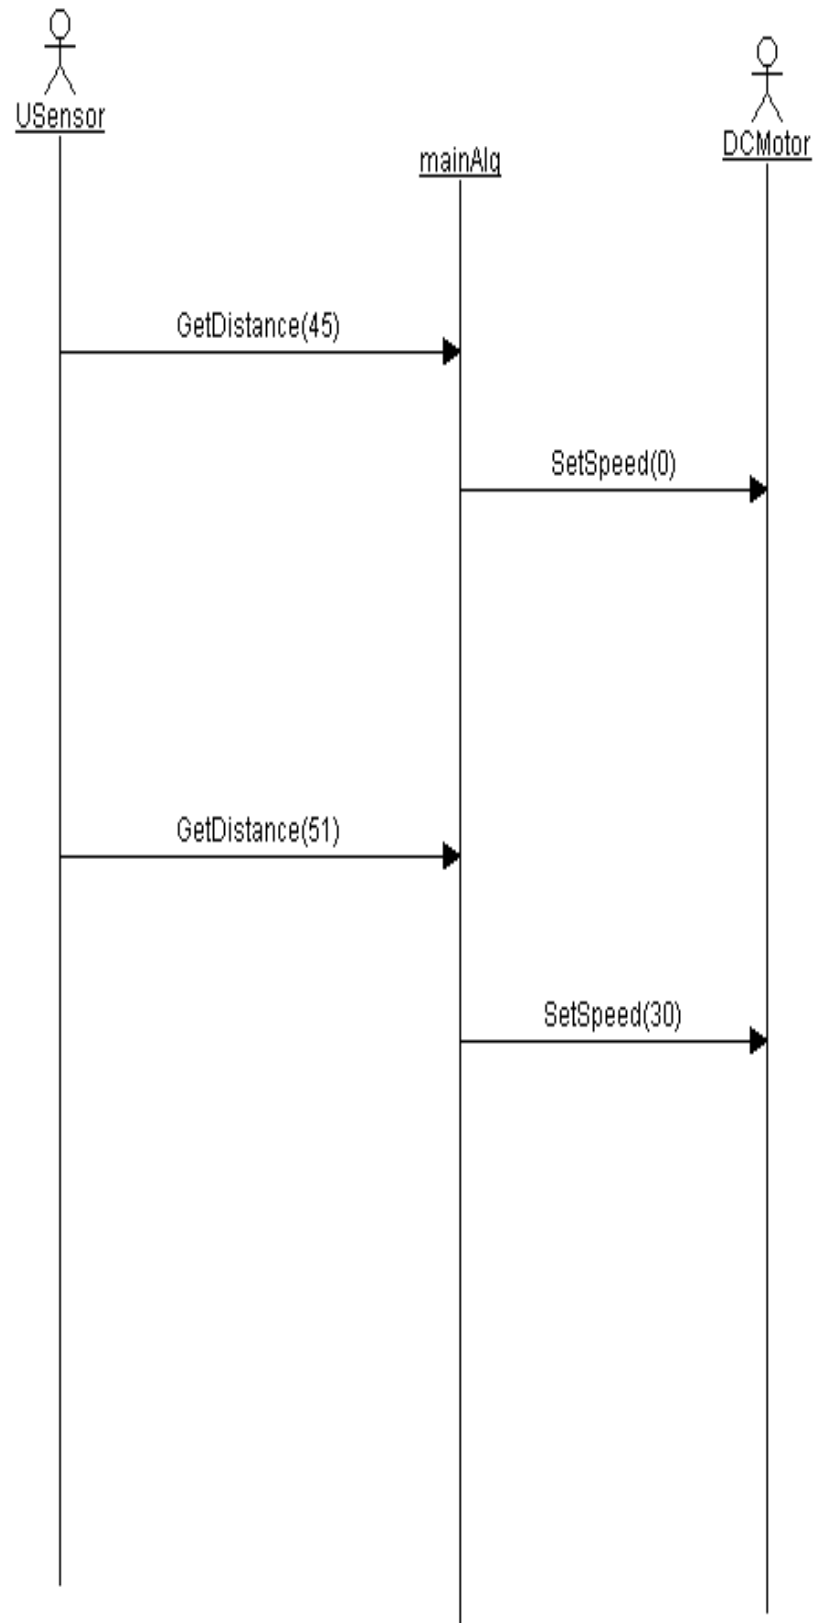 USensor
DCMotor
mainAlg
GetDistance(45)
SetSpeed(0)
GetDistance(51)
SetSpeed(30)